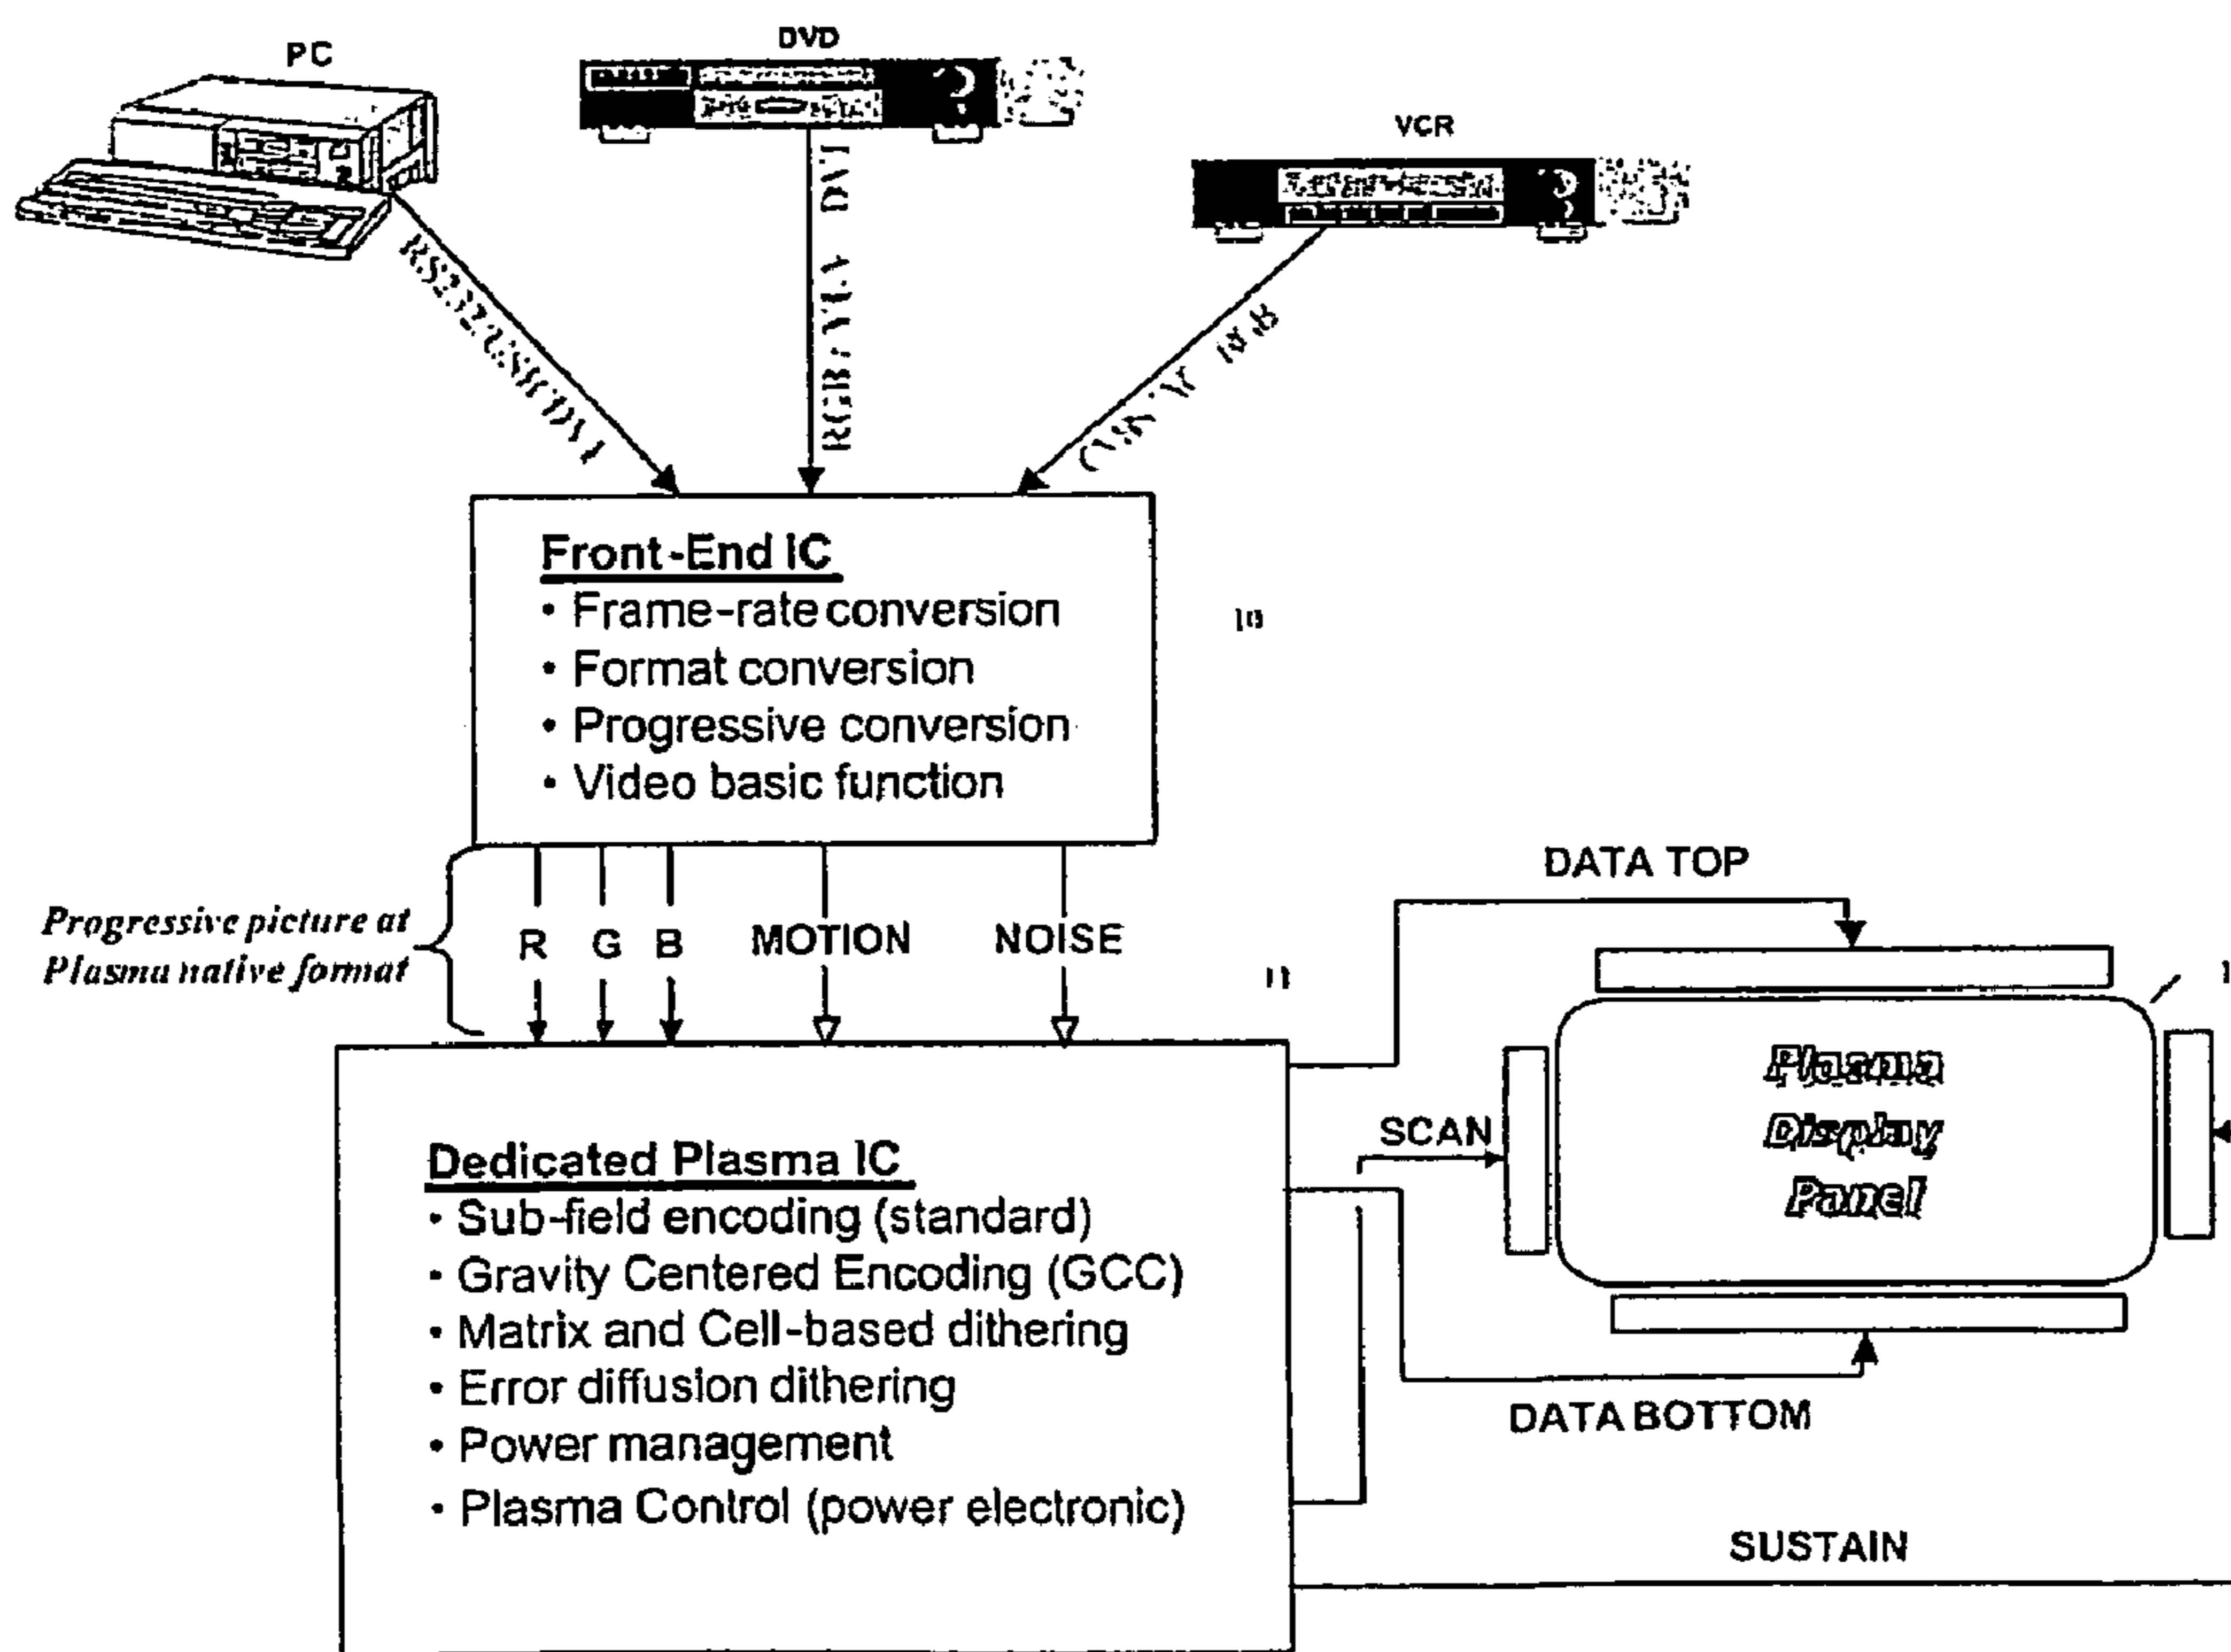 PC
DVD
VCR
RGB
Front-End IC
• Frame-rate conversion
• Format conversion
• Progressive conversion
• Video basic function
10
DATA TOP
Progressive picture at
Plasma native format
R G B MOTION NOISE
11
Plasma
Display
Panel
SCAN
Dedicated Plasma IC
• Sub-field encoding (standard)
• Gravity Centered Encoding (GCC)
• Matrix and Cell-based dithering
• Error diffusion dithering
• Power management
• Plasma Control (power electronic)
DATA BOTTOM
SUSTAIN